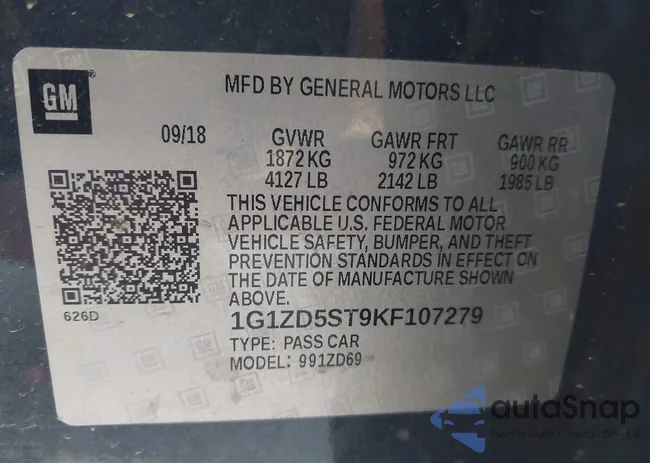 GM
MFD BY GENERAL MOTORS LLC
09/18 GVWR GAWR FRT GAWR RR
1872 KG 972 KG 900 KG
4127 LB 2142 LB 1985 LB
THIS VEHICLE CONFORMS TO ALL
APPLICABLE U.S. FEDERAL MOTOR
VEHICLE SAFETY, BUMPER, AND THEFT
PREVENTION STANDARDS IN EFFECT ON
THE DATE OF MANUFACTURE SHOWN
ABOVE.
626D
1G1ZD5ST9KF107279
TYPE: PASS CAR
MODEL: 991ZD69
autoSnap